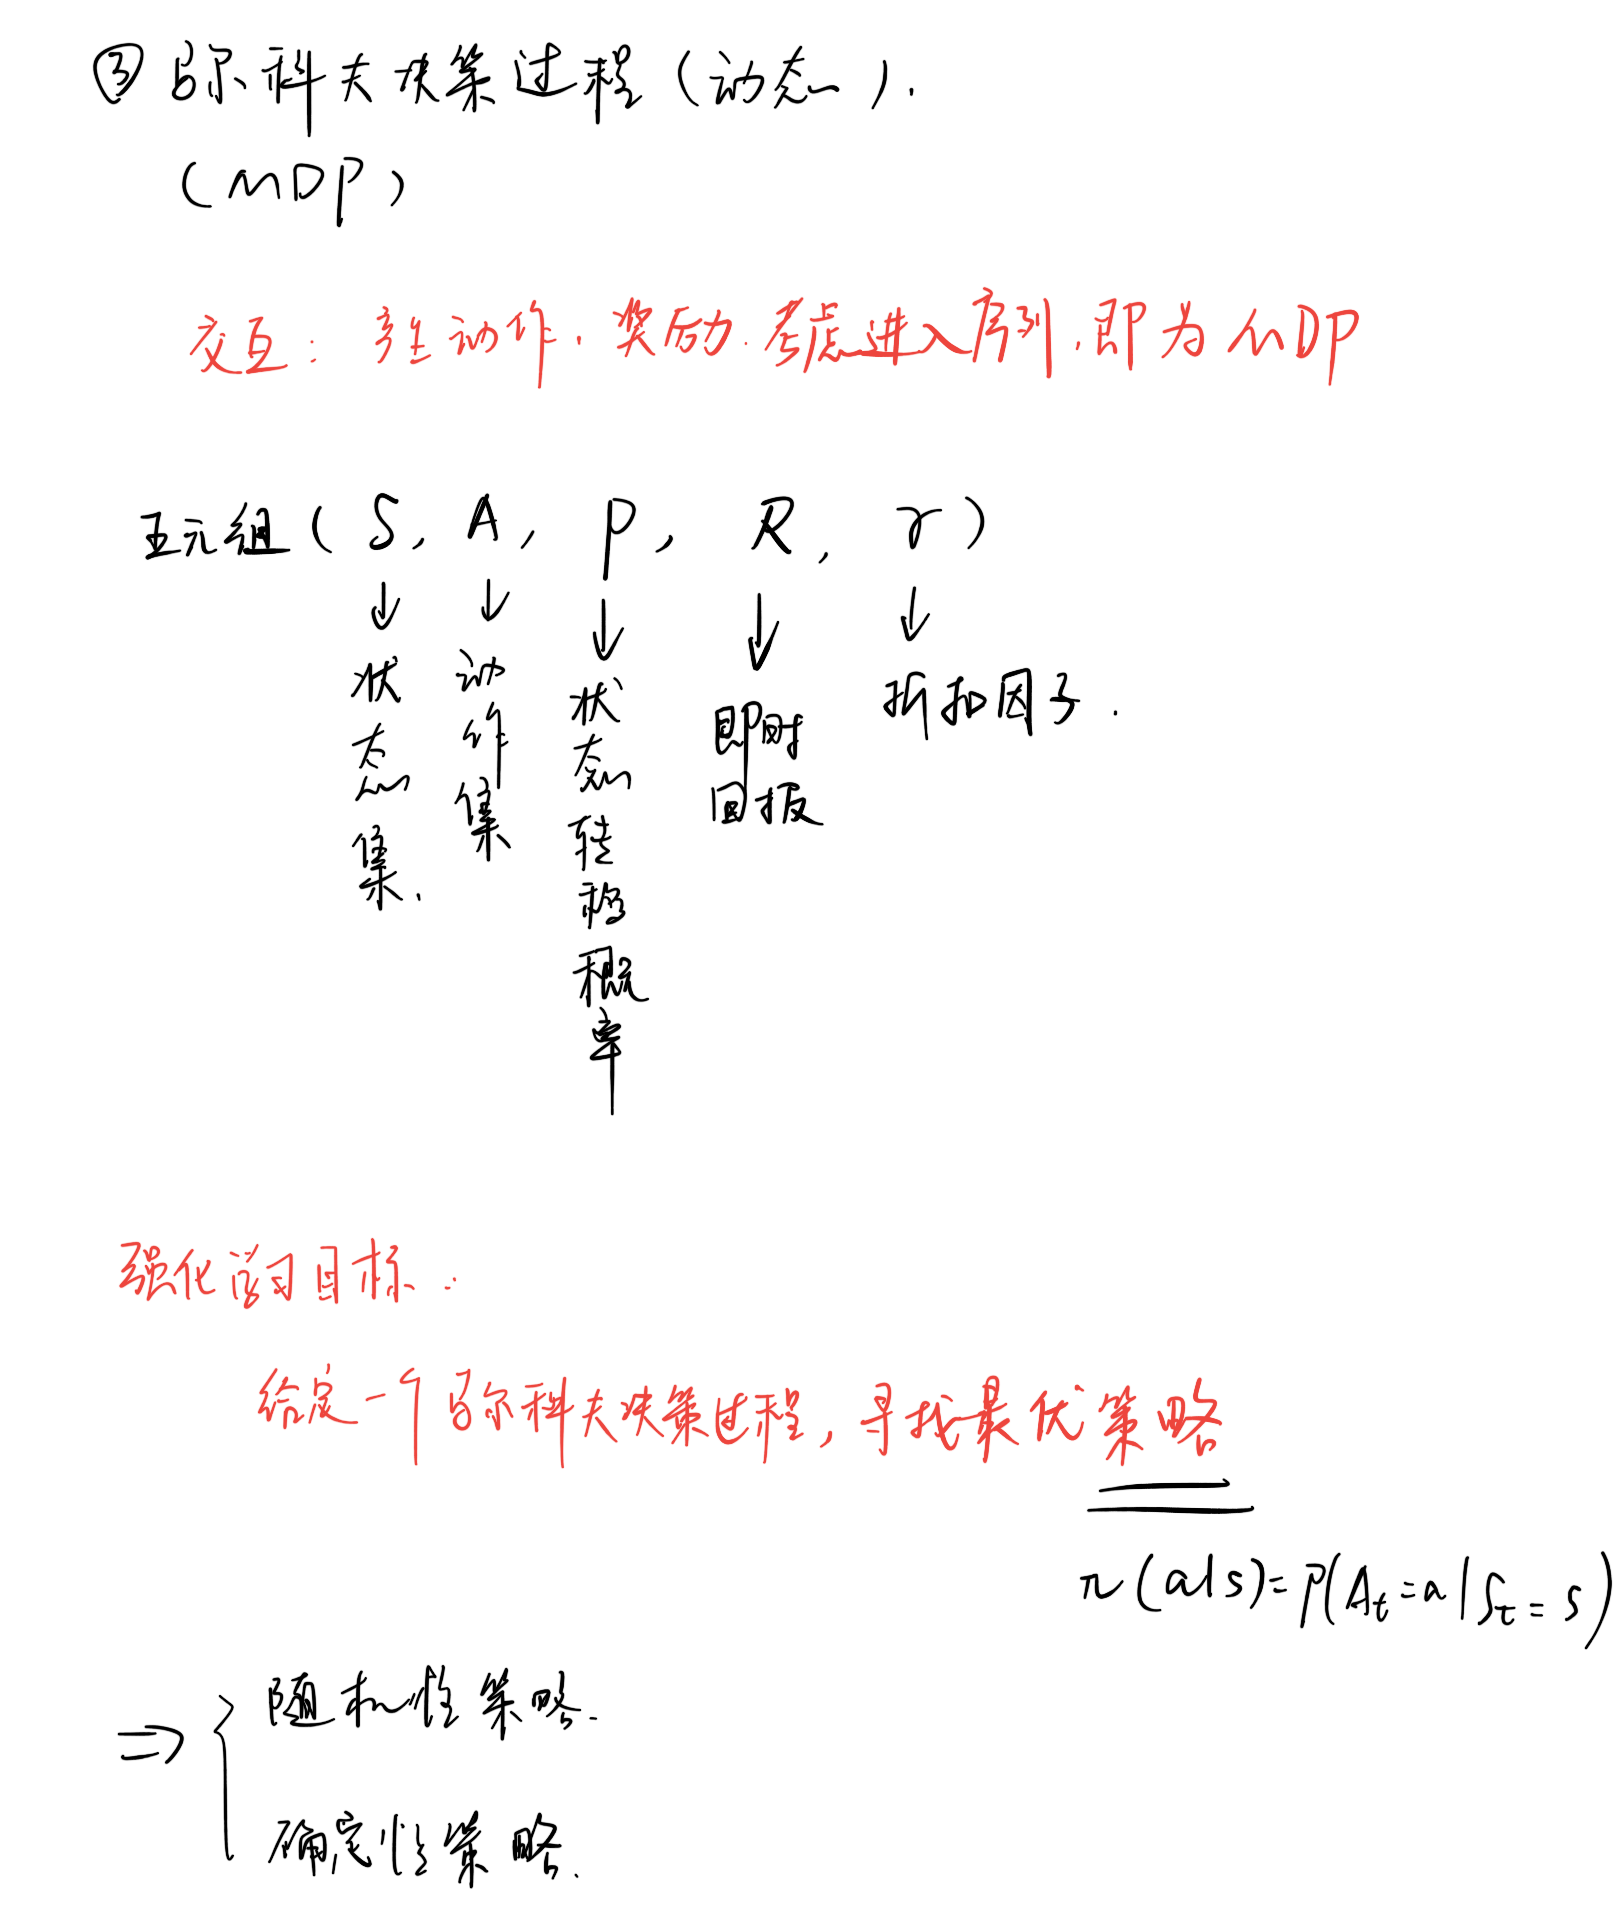 ③ 马尔科夫决策过程（动态）.
（MDP）
交互：产生动作、奖励、考虑进入序列，即为MDP
五元组（S, A, P, R, γ）
↓ ↓ ↓ ↓ ↓
状态集.
动作集
状态转移概率
即时回报
折扣因子.
强化学习目标：
给定一个马尔科夫决策过程，寻找最优策略
π(a|s)=P(At=a|St=s)
⇒ { 随机性策略.
确定性策略.